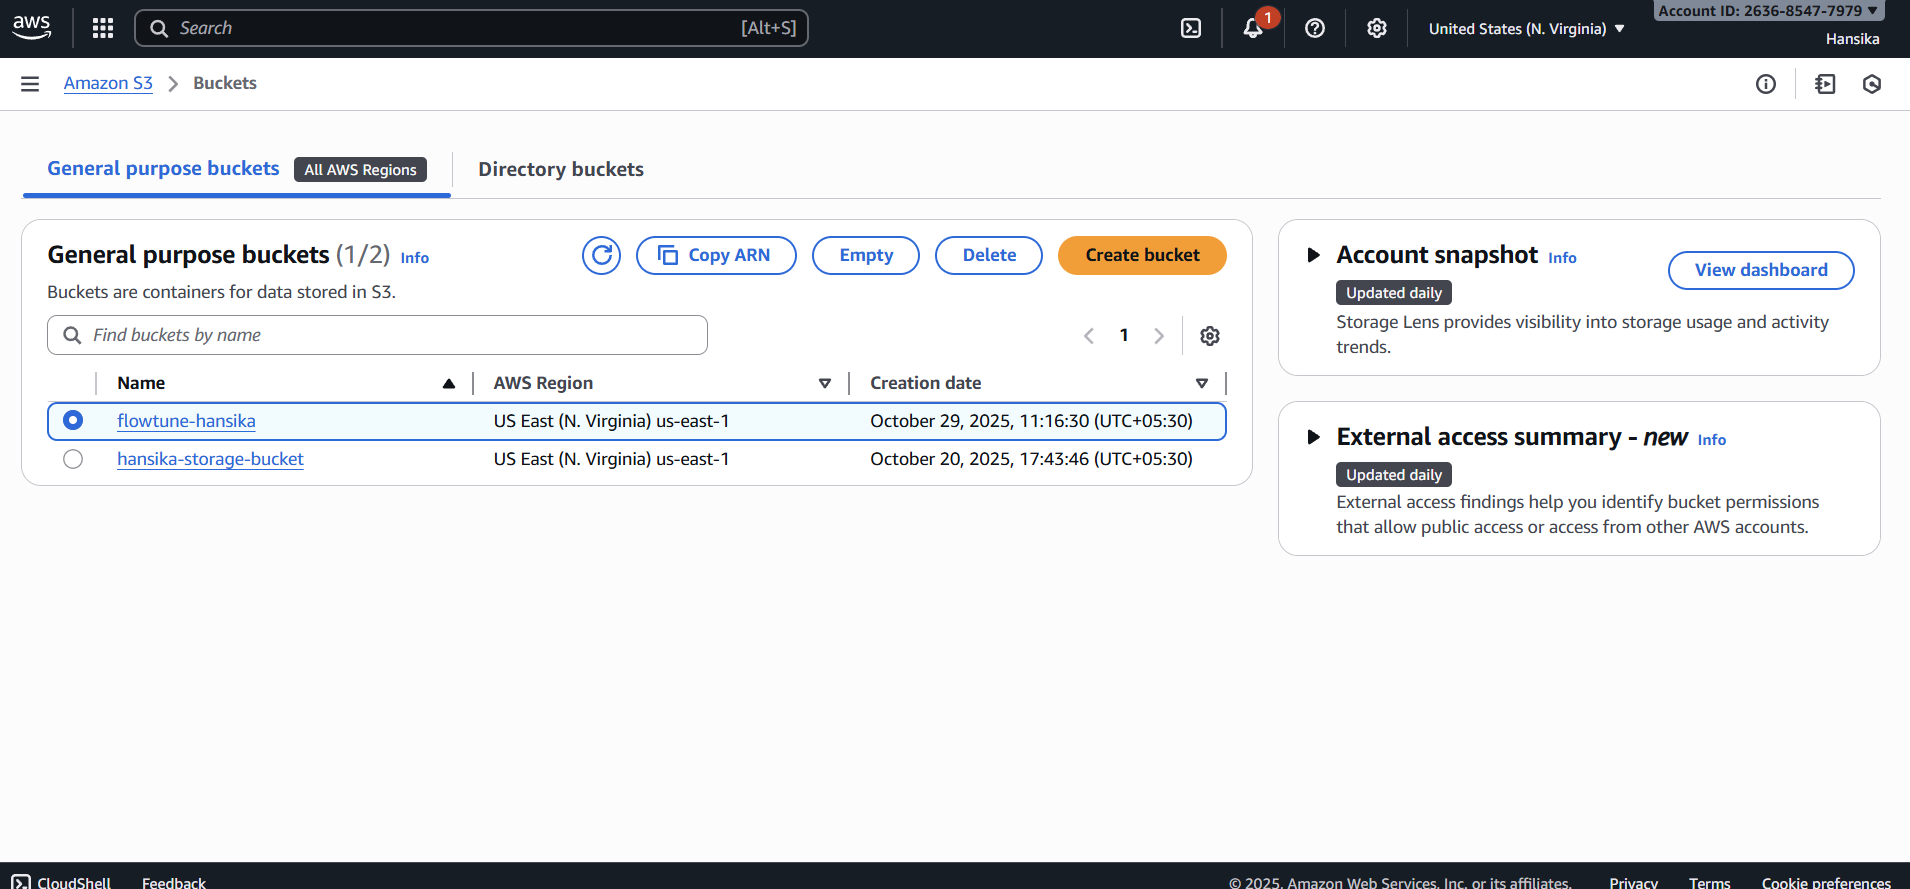 aws
Search [Alt+S]
1
United States (N. Virginia)
Account ID: 2636-8547-7979
Hansika
Amazon S3 > Buckets
General purpose buckets All AWS Regions
Directory buckets
General purpose buckets (1/2) Info
Copy ARN
Empty
Delete
Create bucket
Buckets are containers for data stored in S3.
Find buckets by name
1
Name AWS Region Creation date
flowtune-hansika US East (N. Virginia) us-east-1 October 29, 2025, 11:16:30 (UTC+05:30)
hansika-storage-bucket US East (N. Virginia) us-east-1 October 20, 2025, 17:43:46 (UTC+05:30)
Account snapshot Info
View dashboard
Updated daily
Storage Lens provides visibility into storage usage and activity
trends.
External access summary - new Info
Updated daily
External access findings help you identify bucket permissions
that allow public access or access from other AWS accounts.
CloudShell Feedback © 2025, Amazon Web Services, Inc. or its affiliates. Privacy Terms Cookie preferences